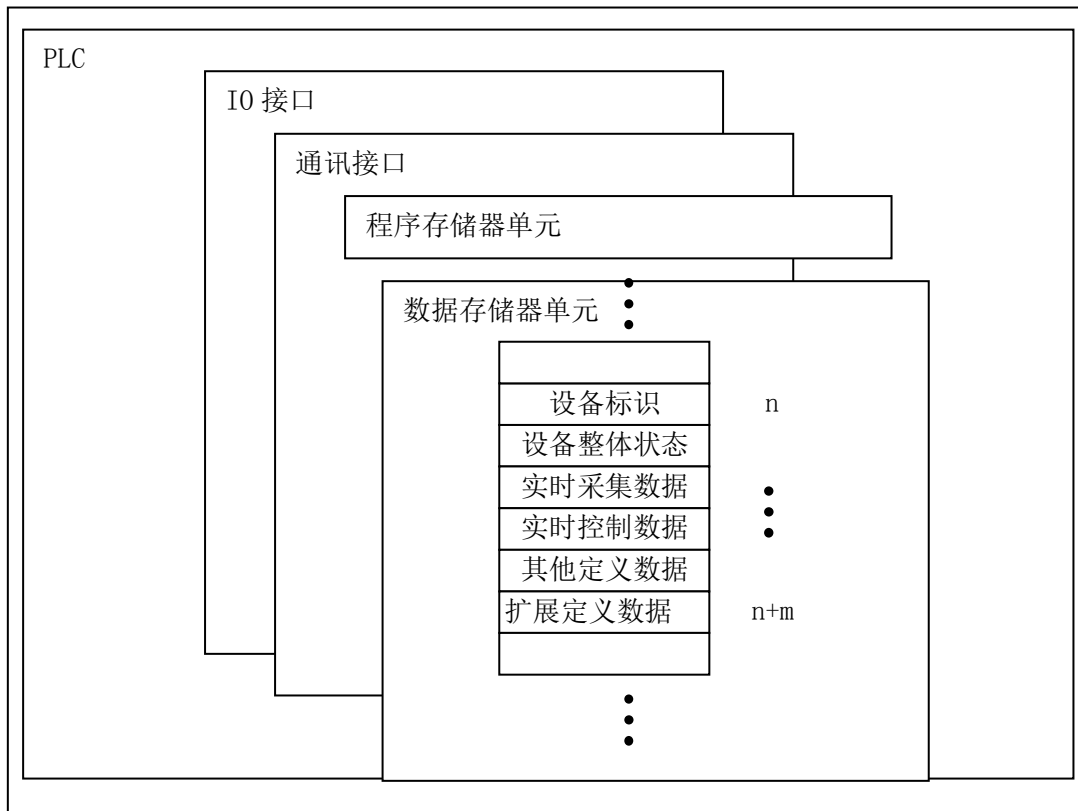 PLC
IO 接口
通讯接口
程序存储器单元
数据存储器单元
设备标识 n
设备整体状态
实时采集数据
实时控制数据
其他定义数据
扩展定义数据 n+m